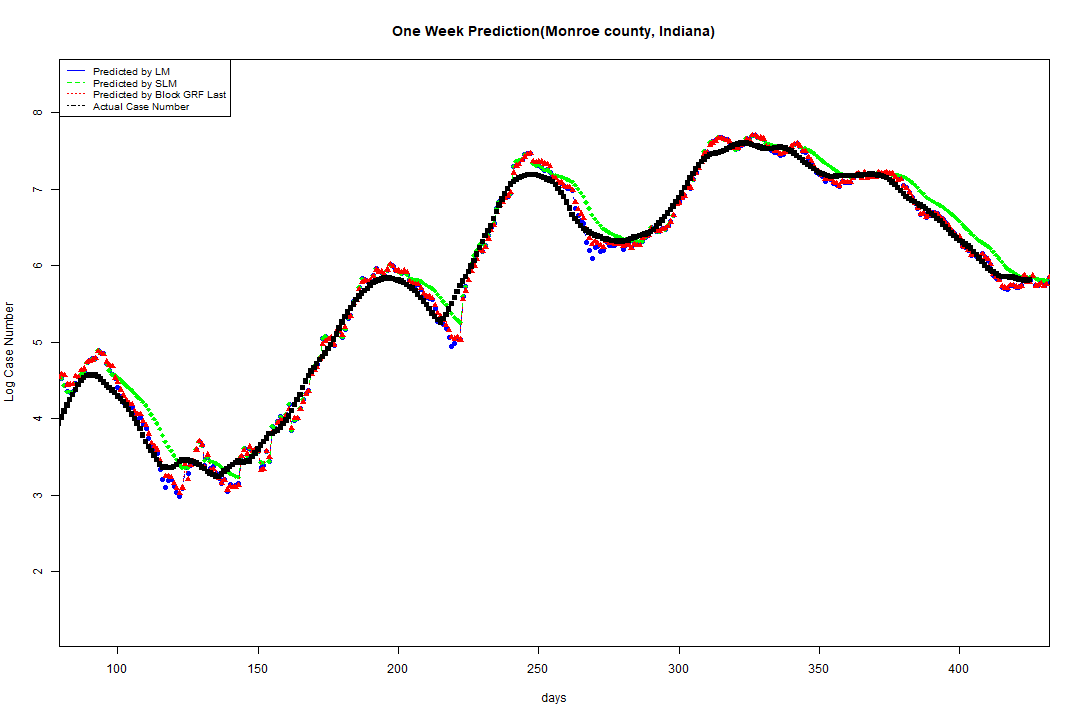 One Week Prediction(Monroe county, Indiana)
Predicted by LM
Predicted by SLM
Predicted by Block GRF Last
Actual Case Number
8
7
6
5
4
3
2
Log Case Number
100 150 200 250 300 350 400
days